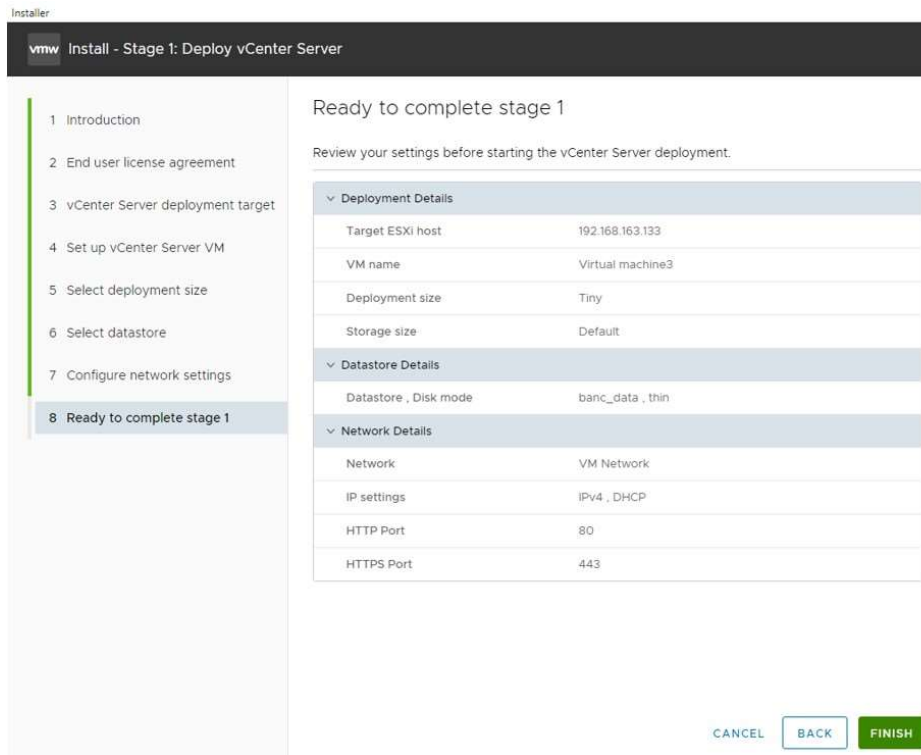 Installer
vmw Install - Stage 1: Deploy vCenter Server
1 Introduction
2 End user license agreement
3 vCenter Server deployment target
4 Set up vCenter Server VM
5 Select deployment size
6 Select datastore
7 Configure network settings
8 Ready to complete stage 1
Ready to complete stage 1
Review your settings before starting the vCenter Server deployment.
Deployment Details
Target ESXi host 192.168.163.133
VM name Virtual machine3
Deployment size Tiny
Storage size Default
Datastore Details
Datastore , Disk mode banc_data , thin
Network Details
Network VM Network
IP settings IPv4 , DHCP
HTTP Port 80
HTTPS Port 443
CANCEL BACK FINISH